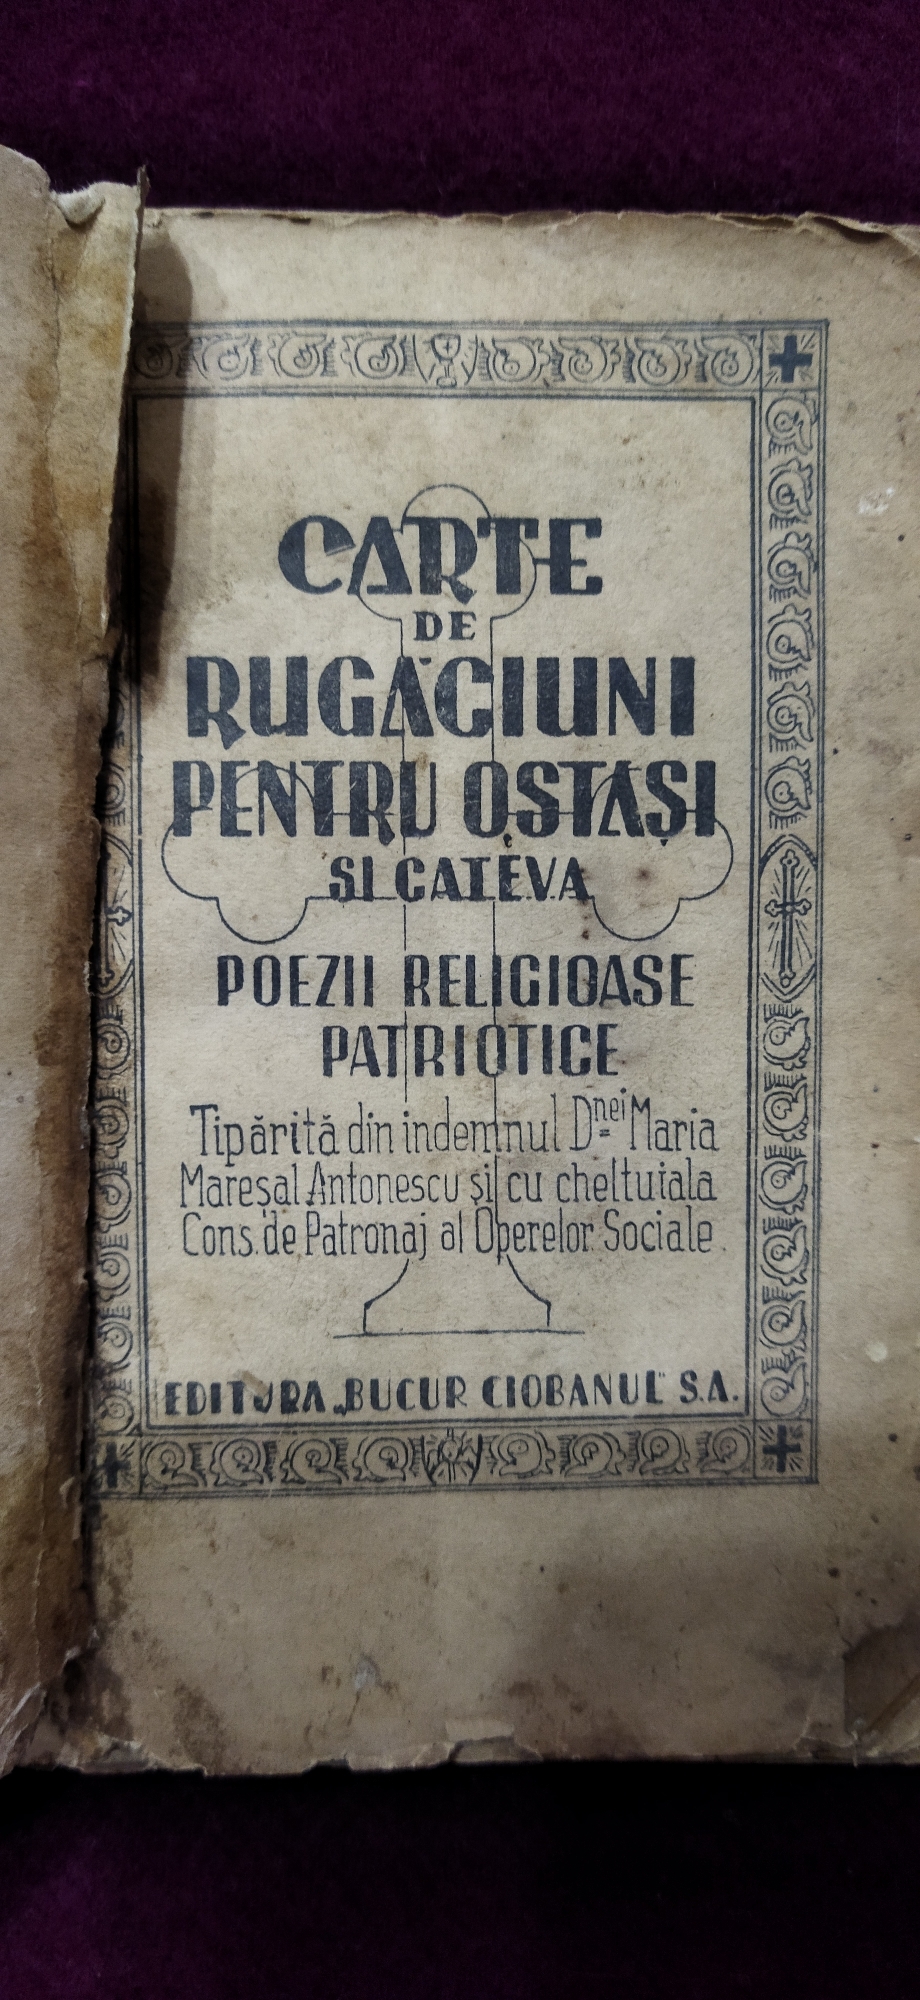 CARTE
DE
RUGĂCIUNI
PENTRU OSTAȘI
ȘI CATEVA
POEZII RELIGIOASE
PATRIOTICE
Tipărită din indemnul Dnei Maria
Mareșal Antonescu și cu cheltuiala
Cons. de Patronaj al Operelor Sociale.
EDITURA „BUCUR CIOBANUL" S.A.